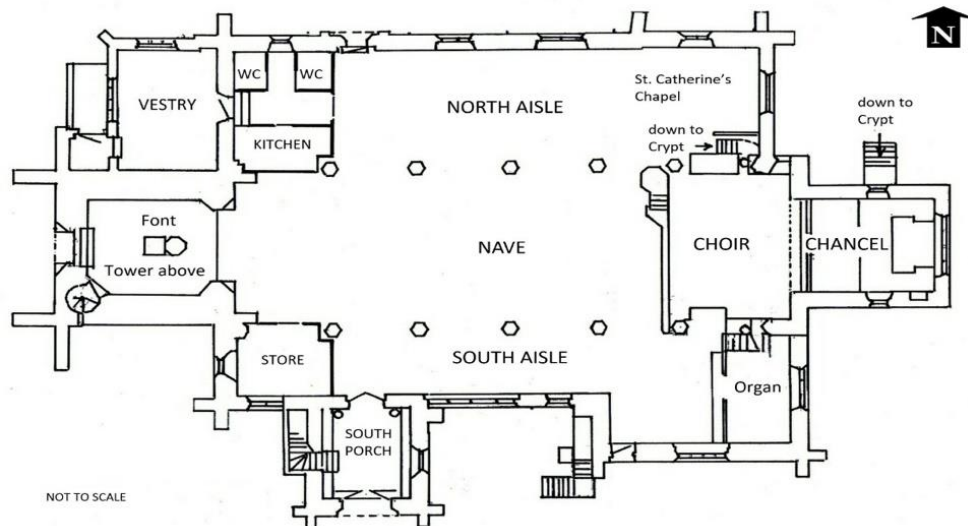 N
WC
WC
VESTRY
NORTH AISLE
St. Catherine's
Chapel
down to
Crypt
down to
Crypt
KITCHEN
Font
Tower above
NAVE
CHOIR
CHANCEL
STORE
SOUTH AISLE
Organ
SOUTH
PORCH
NOT TO SCALE